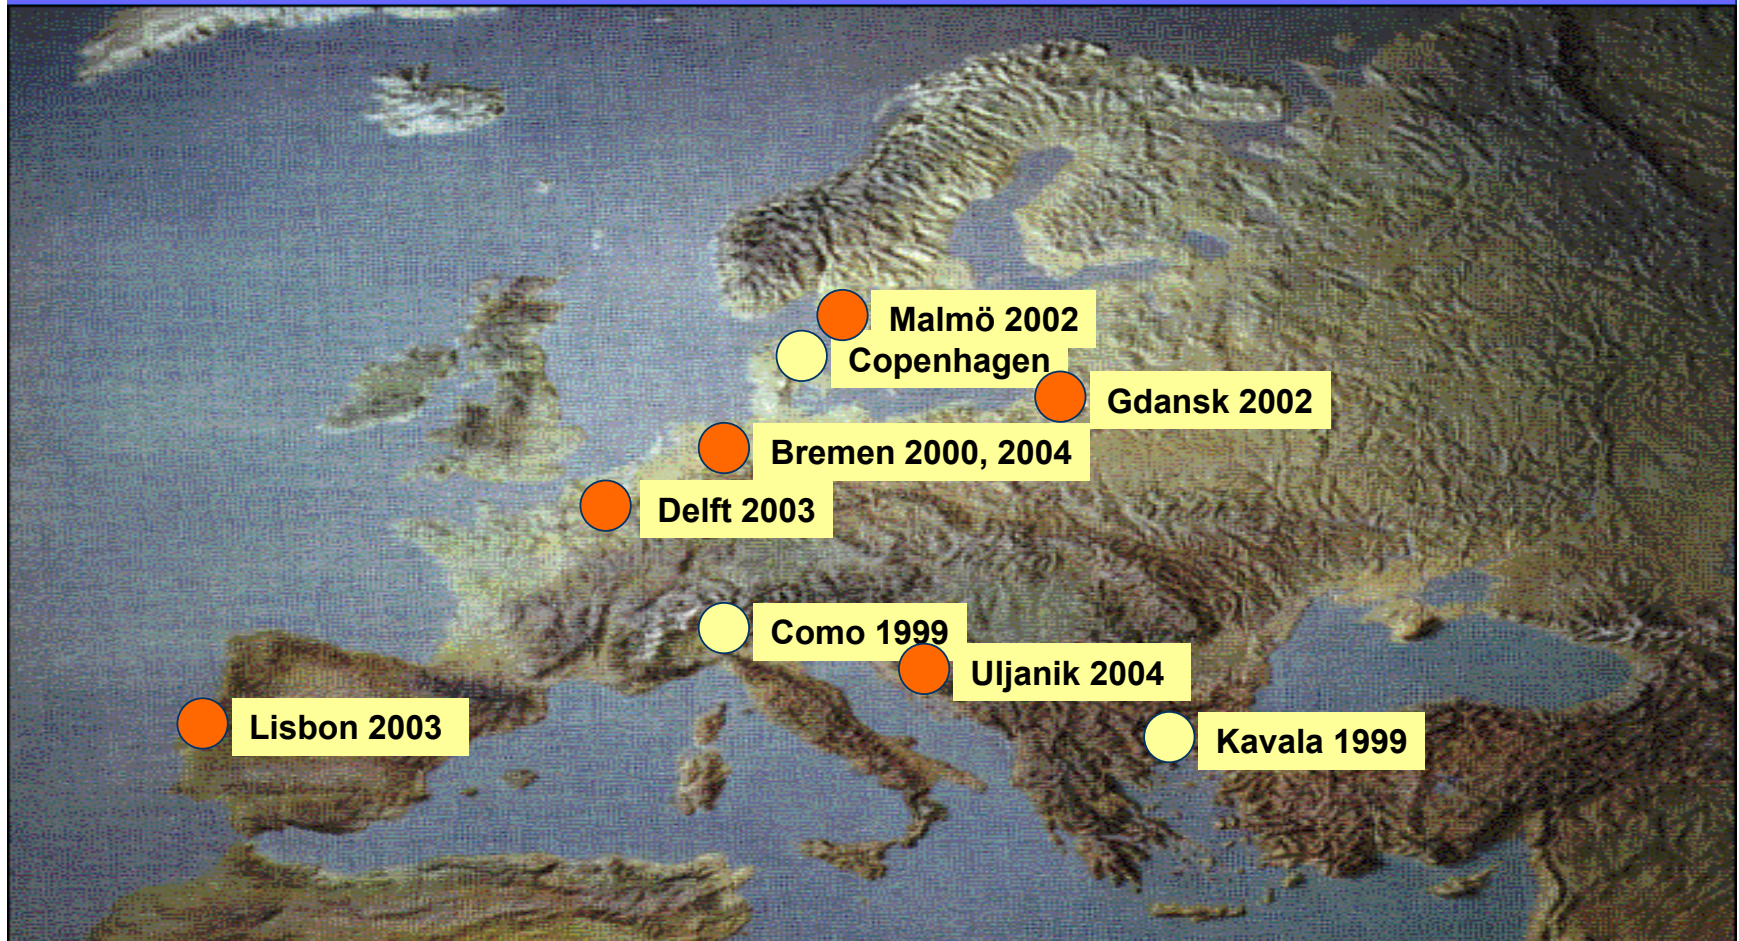 Malmö 2002
Copenhagen
Gdansk 2002
Bremen 2000, 2004
Delft 2003
Como 1999
Uljanik 2004
Lisbon 2003
Kavala 1999